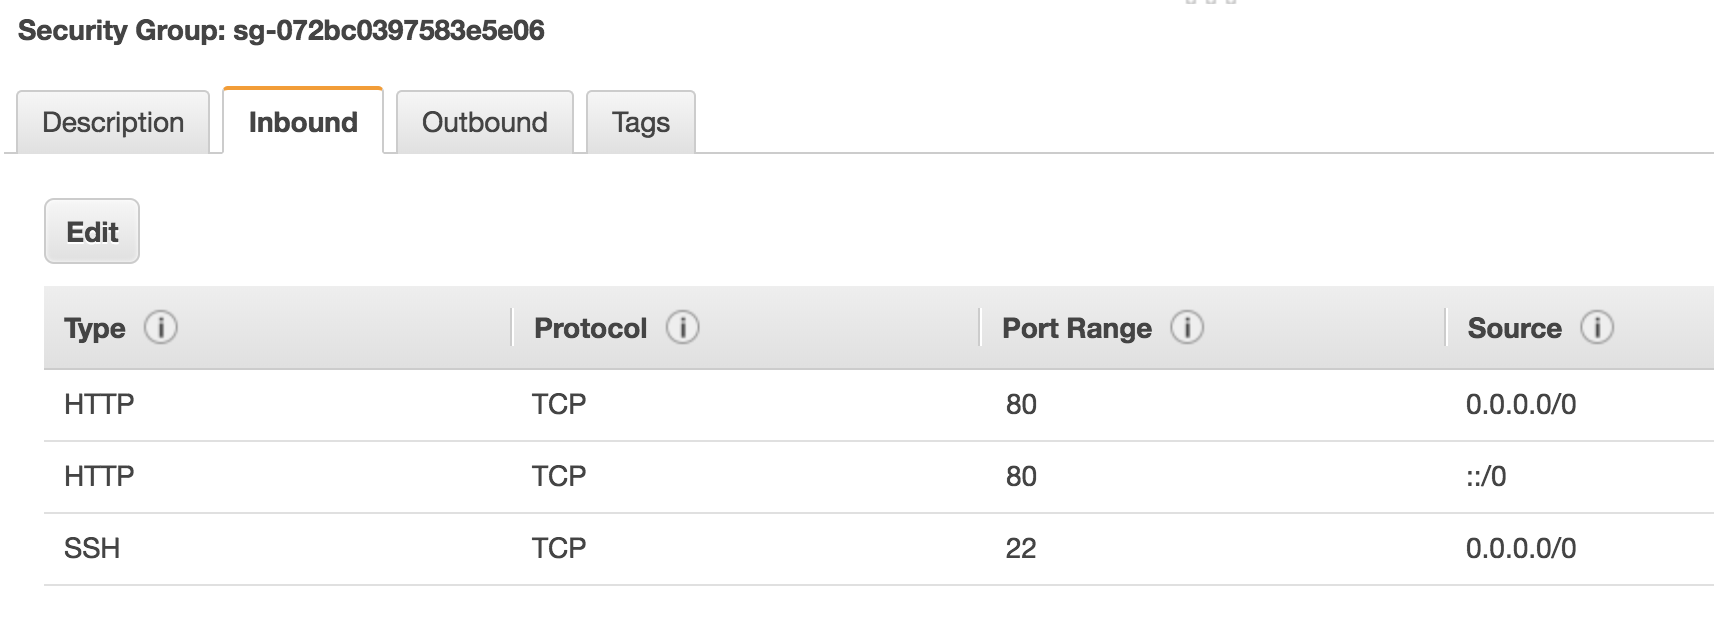 Security Group: sg-072bc0397583e5e06
Description Inbound Outbound Tags
Edit
Type Protocol Port Range Source
HTTP TCP 80 0.0.0.0/0
HTTP TCP 80 ::/0
SSH TCP 22 0.0.0.0/0